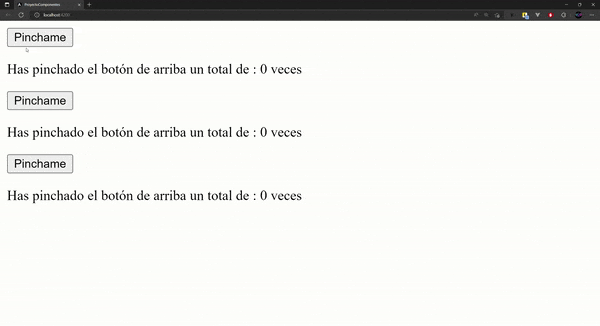 ProyectoComponentes
localhost:4200
Pinchame
Has pinchado el botón de arriba un total de : 0 veces
Pinchame
Has pinchado el botón de arriba un total de : 0 veces
Pinchame
Has pinchado el botón de arriba un total de : 0 veces